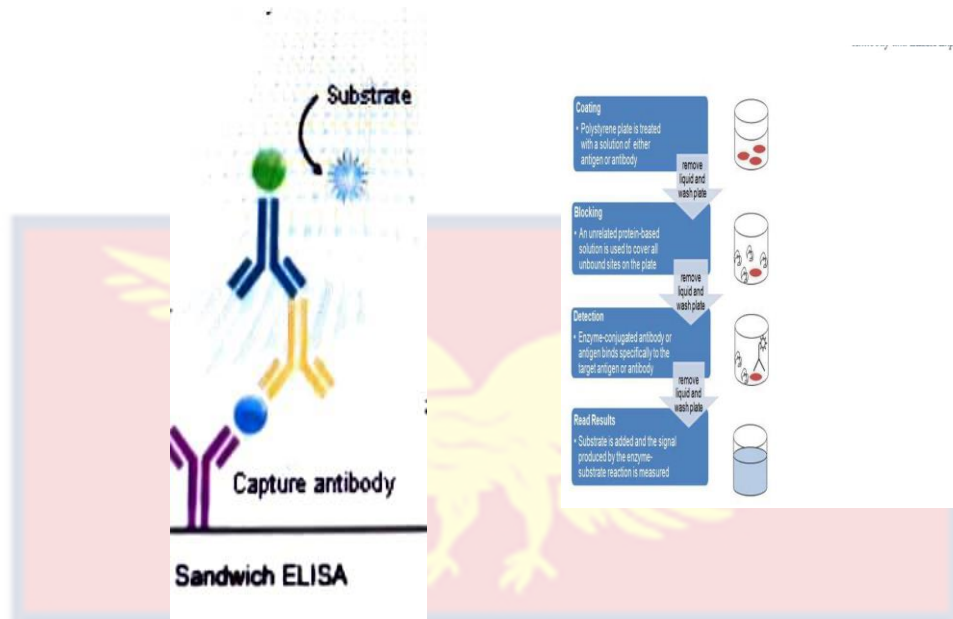 Substrate
Capture antibody
Sandwich ELISA
Coating
• Polystyrene plate is treated
with a solution of either
antigen or antibody
remove
liquid and
wash plate
Blocking
• An unrelated protein-based
solution is used to cover all
unbound sites on the plate
remove
liquid and
wash plate
Detection
• Enzyme-conjugated antibody or
antigen binds specifically to the
target antigen or antibody
remove
liquid and
wash plate
Read Results
• Substrate is added and the signal
produced by the enzyme-
substrate reaction is measured